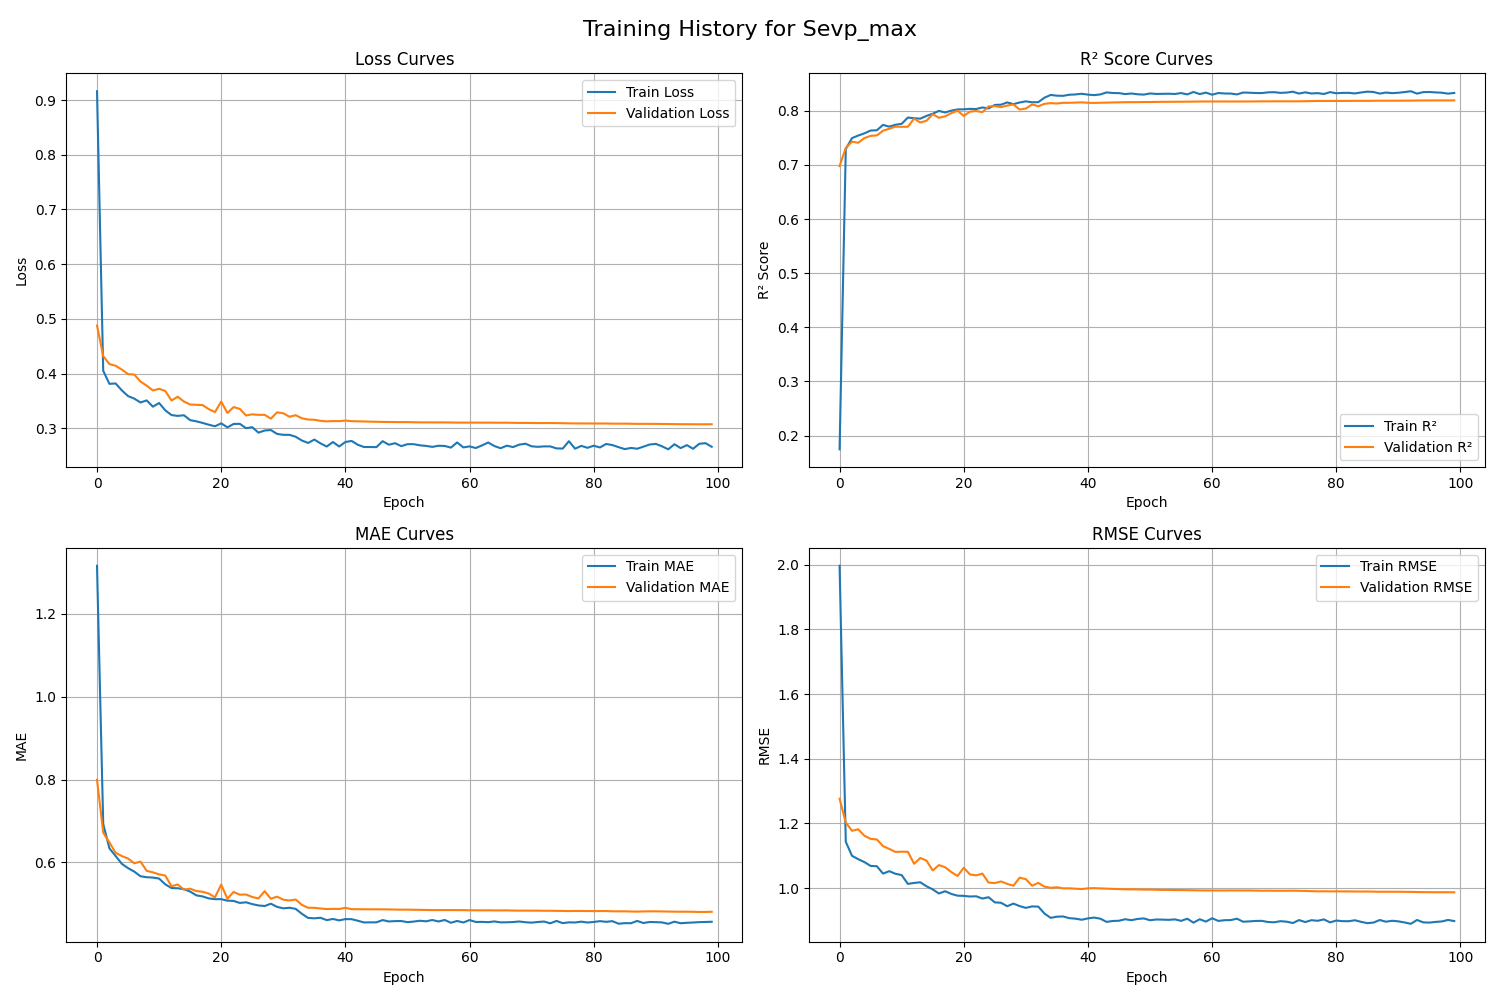 Training History for Sevp_max
Loss Curves
Train Loss
Validation Loss
0.9
0.8
0.7
0.6
0.5
0.4
0.3
Loss
0 20 40 60 80 100
Epoch
R² Score Curves
0.8
0.7
0.6
0.5
0.4
0.3
0.2
R² Score
Train R²
Validation R²
0 20 40 60 80 100
Epoch
MAE Curves
Train MAE
Validation MAE
1.2
1.0
0.8
0.6
MAE
0 20 40 60 80 100
Epoch
RMSE Curves
Train RMSE
Validation RMSE
2.0
1.8
1.6
1.4
1.2
1.0
RMSE
0 20 40 60 80 100
Epoch